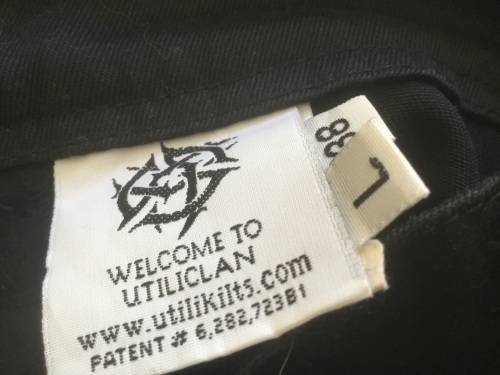 WELCOME TO
UTILICLAN
www.utilikilts.com
PATENT # 6,282,723B1
38
L